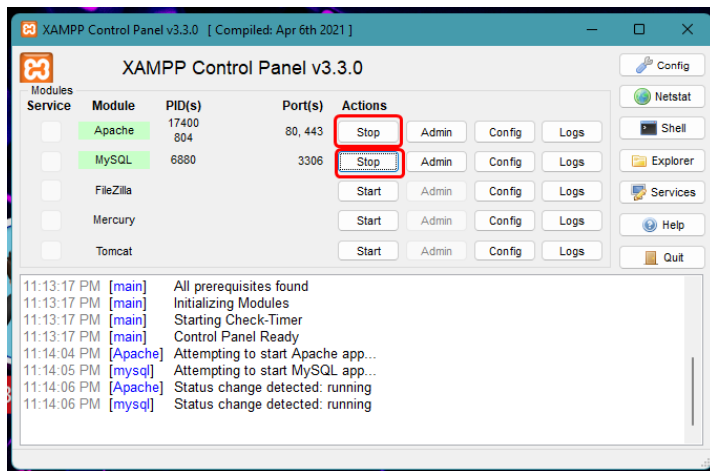 XAMPP Control Panel v3.3.0 [ Compiled: Apr 6th 2021 ]
XAMPP Control Panel v3.3.0
Config
Modules
Service Module PID(s) Port(s) Actions
Netstat
Apache 17400 804 80, 443 Stop Admin Config Logs
Shell
MySQL 6880 3306 Stop Admin Config Logs
Explorer
FileZilla Start Admin Config Logs
Services
Mercury Start Admin Config Logs
Help
Tomcat Start Admin Config Logs
Quit
11:13:17 PM [main] All prerequisites found
11:13:17 PM [main] Initializing Modules
11:13:17 PM [main] Starting Check-Timer
11:13:17 PM [main] Control Panel Ready
11:14:04 PM [Apache] Attempting to start Apache app...
11:14:05 PM [mysql] Attempting to start MySQL app...
11:14:06 PM [Apache] Status change detected: running
11:14:06 PM [mysql] Status change detected: running